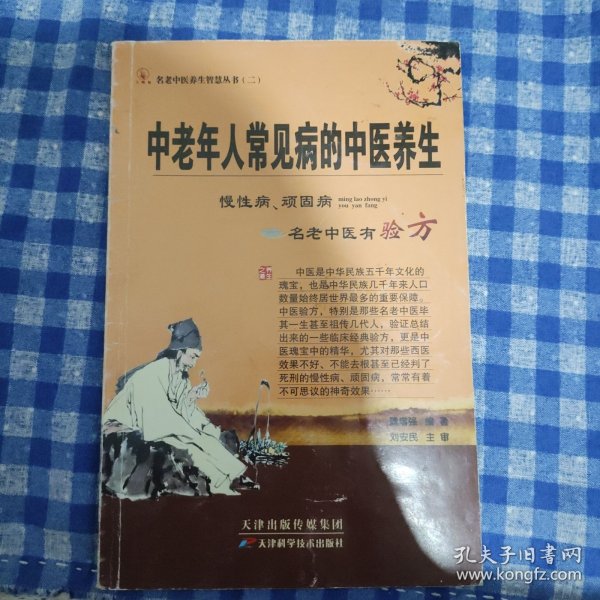 名老中医养生智慧丛书(二)
中老年人常见病的中医养生
慢性病、顽固病
ming lao zhong yi
you yan fang
名老中医有验方
中医是中华民族五千年文化的
瑰宝，也是中华民族几千年来人口
数量始终居世界最多的重要保障。
中医验方，特别是那些名老中医毕
其一生甚至祖传几代人，验证总结
出来的一些临床经典验方，更是中
医瑰宝中的精华，尤其对那些西医
效果不好、不能去根甚至已经判了
死刑的慢性病、顽固病，常常有着
不可思议的神奇效果……
强 编著
刘安民 主审
天津出版传媒集团
天津科学技术出版社
孔夫子旧书网
www.kongfz.com